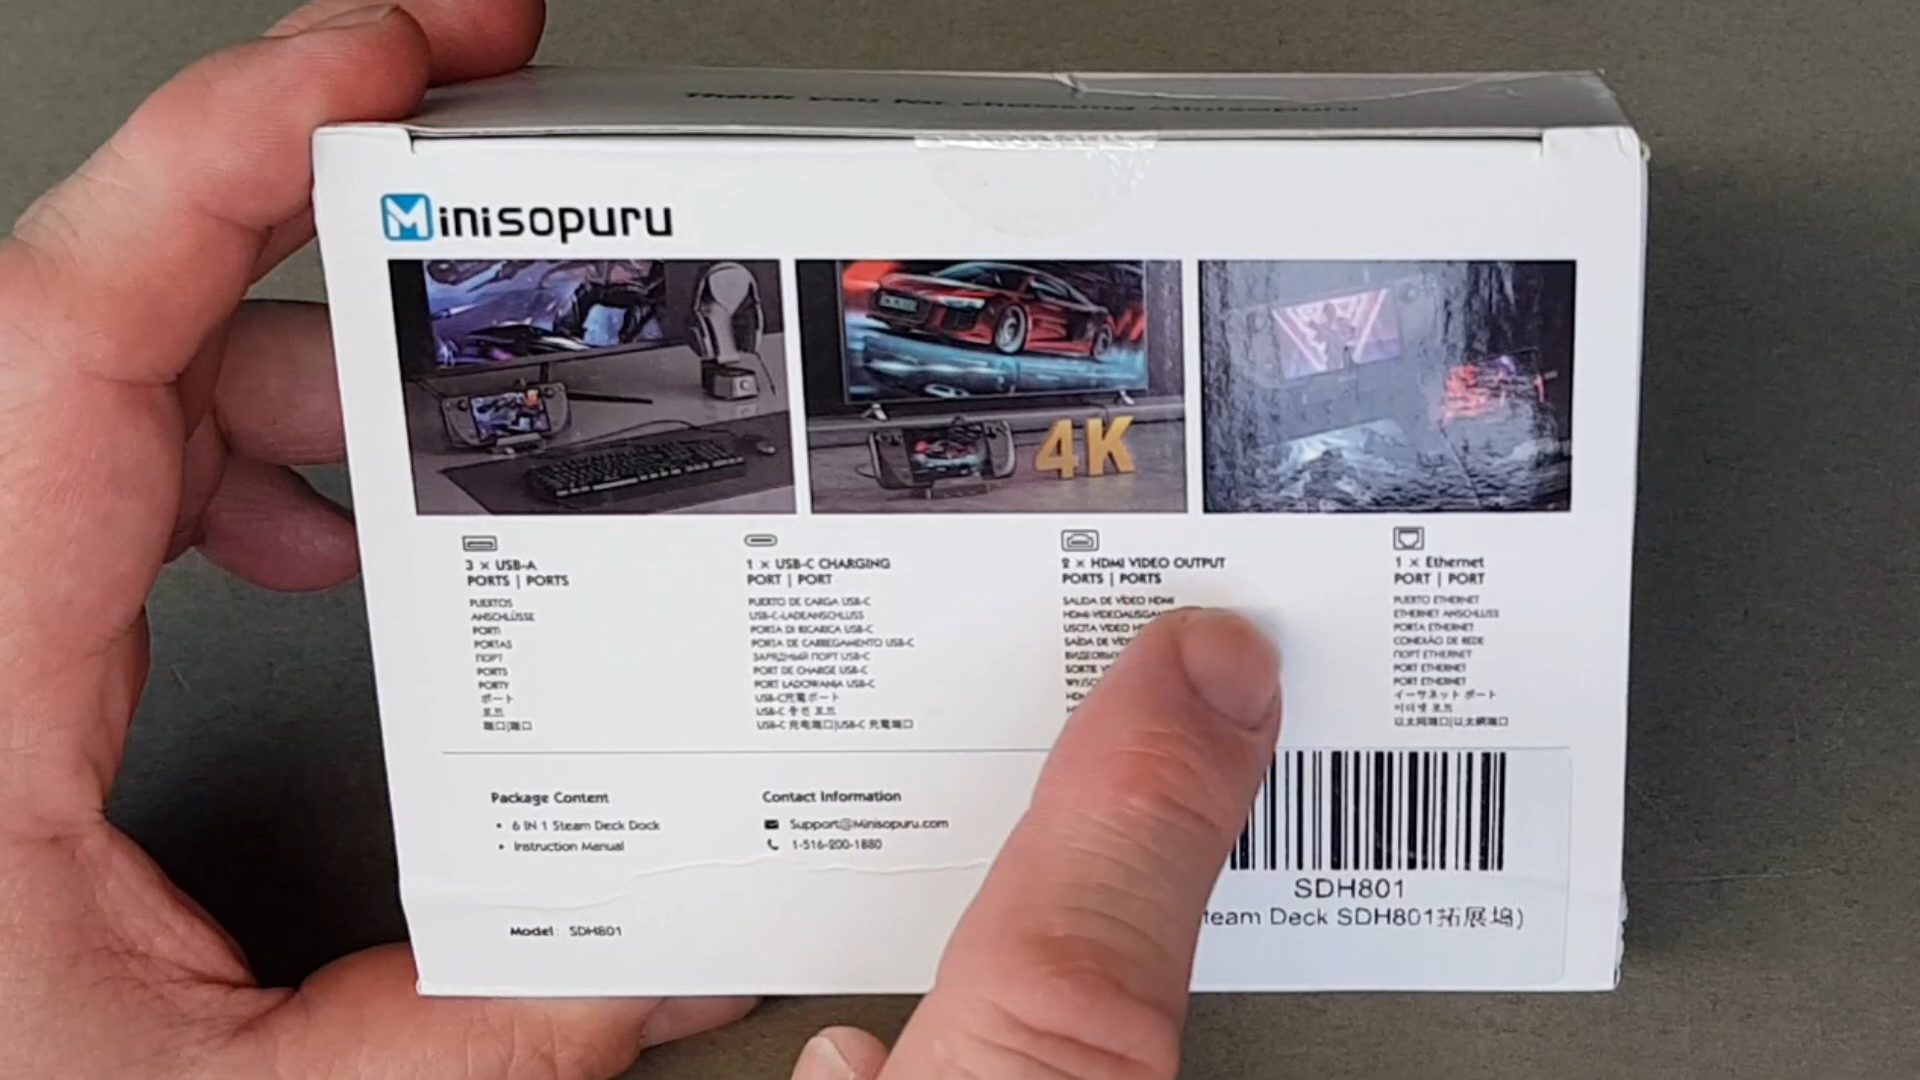 Thank you for choosing Minisopuru
Minisopuru
4K
3 × USB-A
PORTS | PORTS
PUERTOS
ANSCHLÜSSE
PORTI
PORTAS
ПОРТ
PORTS
PORTY
ポート
포트
端口|端口
1 × USB-C CHARGING
PORT | PORT
PUERTO DE CARGA USB-C
USB-C-LADEANSCHLUSS
PORTA DI RICARICA USB-C
PORTA DE CARREGAMENTO USB-C
ЗАРЯДНЫЙ ПОРТ USB-C
PORT DE CHARGE USB-C
PORT ŁADOWANIA USB-C
USB-C充電ポート
USB-C 충전 포트
USB-C 充电端口|USB-C 充電端口
2 × HDMI VIDEO OUTPUT
PORTS | PORTS
SALIDA DE VÍDEO HDMI
USCITA VIDEO
SAÍDA DE
SORTIE
1 × Ethernet
PORT | PORT
PUERTO ETHERNET
ETHERNET ANSCHLUSS
PORTA ETHERNET
CONEXÃO DE REDE
ПОРТ ETHERNET
PORT ETHERNET
PORT ETHERNET
イーサネット ポート
이더넷 포트
以太网端口|以太網端口
Package Content
• 6 IN 1 Steam Deck Dock
• Instruction Manual
Contact Information
Support@Minisopuru.com
1-516-200-1880
Model: SDH801
SDH801
team Deck SDH801拓展坞)